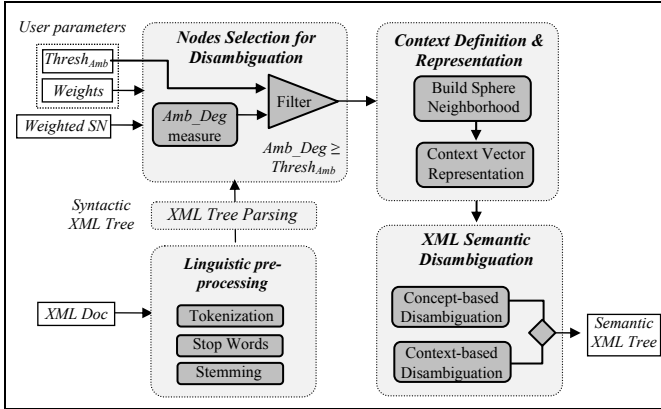 User parameters
Thresh_Amb
Weights
Weighted SN
Nodes Selection for
Disambiguation
Amb_Deg
measure
Filter
Amb_Deg ≥
Thresh_Amb
Syntactic
XML Tree
XML Tree Parsing
Linguistic pre-
processing
XML Doc
Tokenization
Stop Words
Stemming
Context Definition &
Representation
Build Sphere
Neighborhood
Context Vector
Representation
XML Semantic
Disambiguation
Concept-based
Disambiguation
Context-based
Disambiguation
Semantic
XML Tree